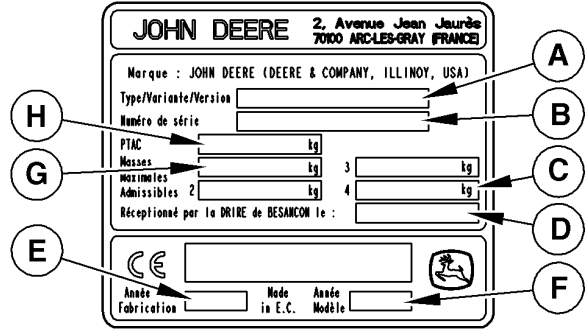 JOHN DEERE
2, Avenue Jean Jaurès
70100 ARC-LES-GRAY (FRANCE)
Marque : JOHN DEERE (DEERE & COMPANY, ILLINOY, USA)
Type/Variante/Version
A
Numéro de série
B
H
PTAC kg
G
Masses Maximales Admissibles
kg 3 kg
2 kg 4 kg
C
Réceptionné par la DRIRE de BESANCON le :
D
E
CE
Année Fabrication
Made in E.C.
Année Modèle
F